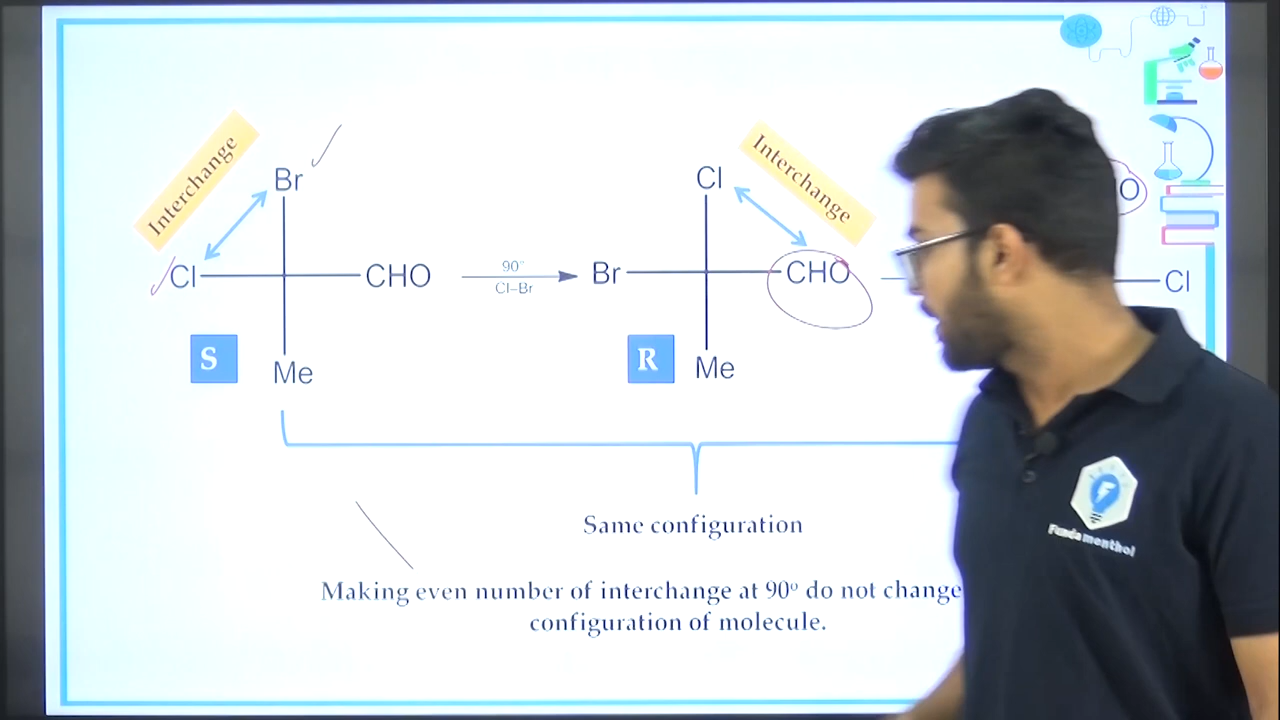 Interchange
Br
Cl
CHO
S
Me
90°
Cl–Br
Interchange
Cl
Br
CHO
R
Me
O
Cl
Same configuration
Making even number of interchange at 90º do not change
configuration of molecule.
Fundamenthol